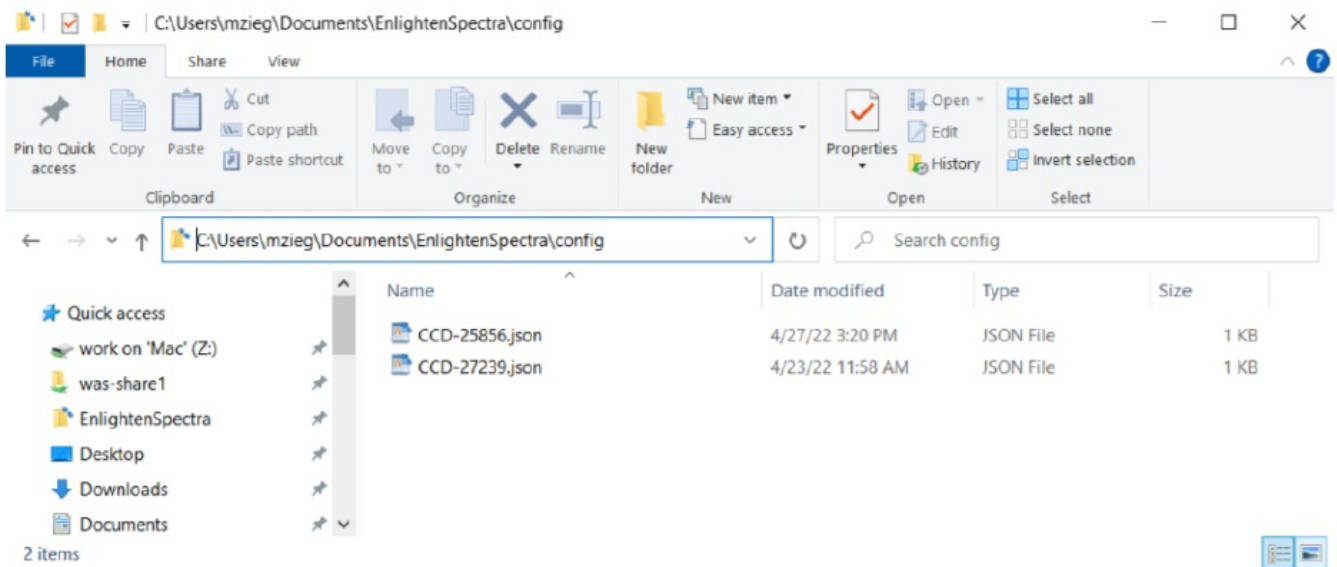 C:\Users\mzieg\Documents\EnlightenSpectra\config
File Home Share View
Pin to Quick access
Copy
Paste
Cut
Copy path
Paste shortcut
Clipboard
Move to
Copy to
Delete
Rename
Organize
New folder
New item
Easy access
New
Properties
Open
Edit
History
Open
Select all
Select none
Invert selection
Select
C:\Users\mzieg\Documents\EnlightenSpectra\config
Search config
Quick access
work on 'Mac' (Z:)
was-share1
EnlightenSpectra
Desktop
Downloads
Documents
Name Date modified Type Size
CCD-25856.json 4/27/22 3:20 PM JSON File 1 KB
CCD-27239.json 4/23/22 11:58 AM JSON File 1 KB
2 items